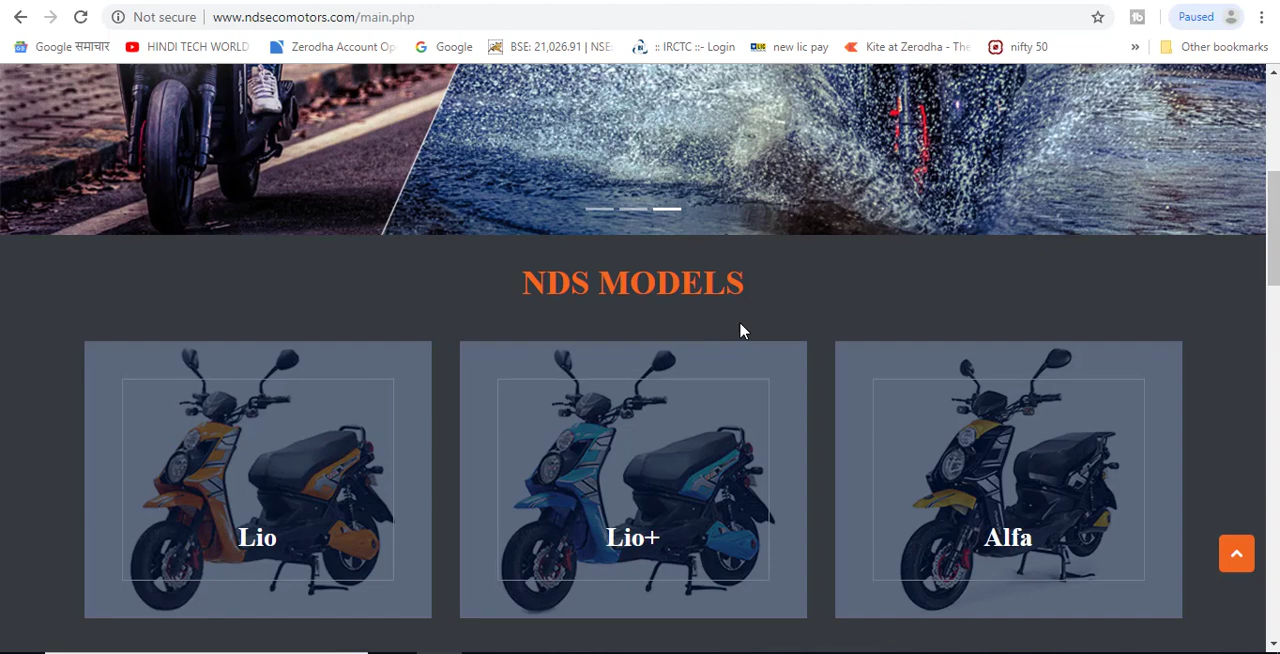 Not secure www.ndsecomotors.com/main.php Paused
Google समाचार HINDI TECH WORLD Zerodha Account Op Google BSE: 21,026.91 | NSE: :: IRCTC ::- Login new lic pay Kite at Zerodha - The nifty 50 » Other bookmarks
NDS MODELS
Lio Lio+ Alfa